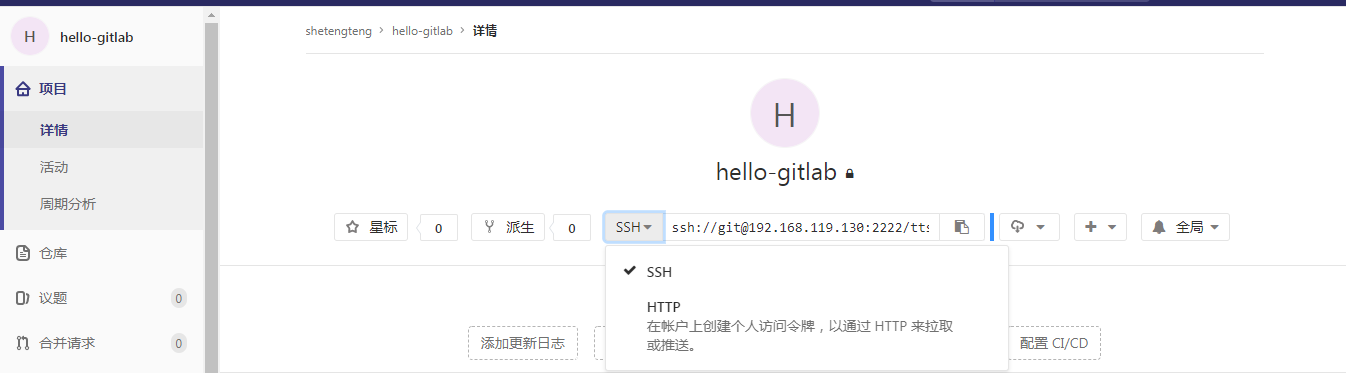 H hello-gitlab
shetengteng > hello-gitlab > 详情
项目
详情
活动
周期分析
仓库
议题 0
合并请求 0
H
hello-gitlab
星标 0 派生 0 SSH ssh://git@192.168.119.130:2222/tts 全局
SSH
HTTP
在帐户上创建个人访问令牌，以通过 HTTP 来拉取
或推送。
添加更新日志 配置 CI/CD